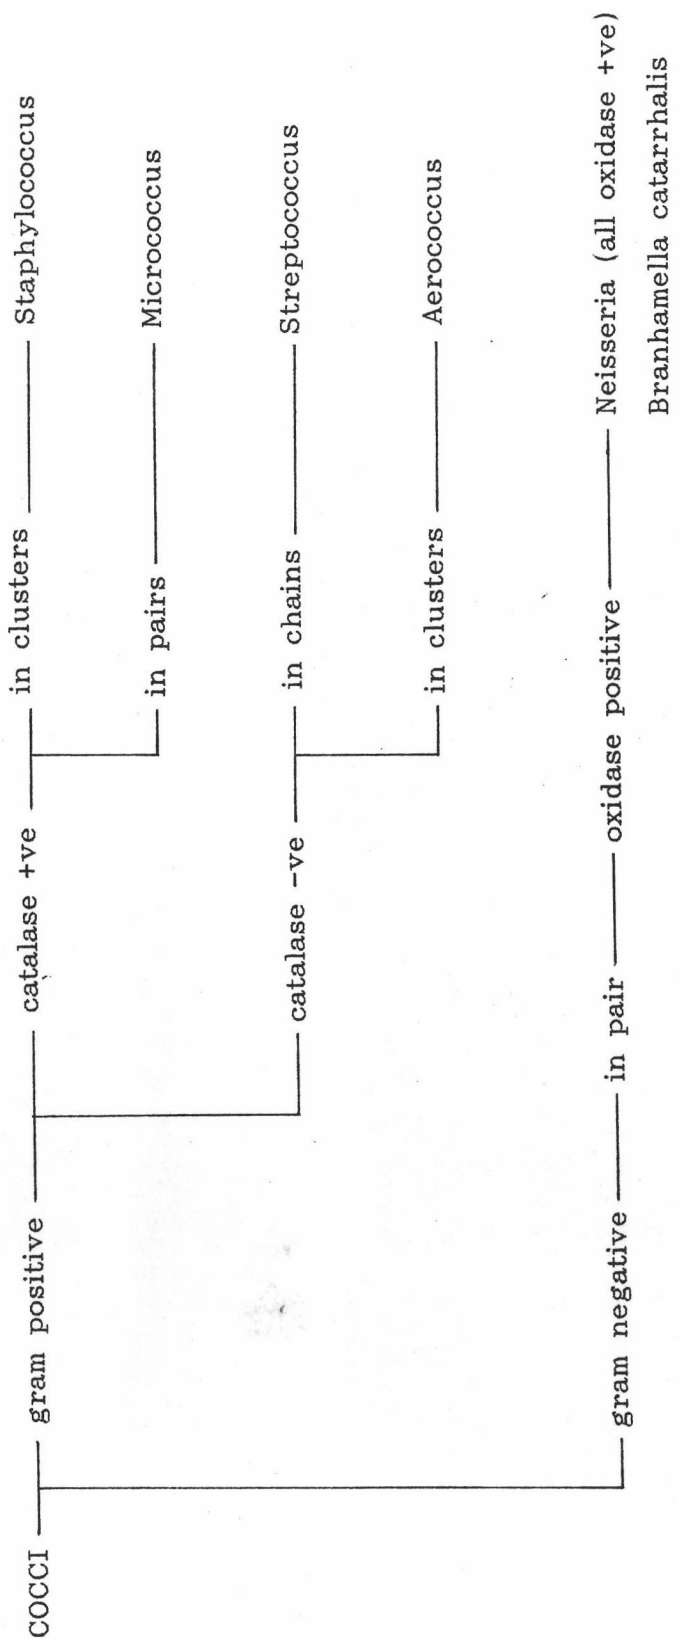 COCCI
gram positive
catalase +ve
in clusters
Staphylococcus
in pairs
Micrococcus
catalase -ve
in chains
Streptococcus
in clusters
Aerococcus
gram negative
in pair
oxidase positive
Neisseria (all oxidase +ve)
Branhamella catarrhalis